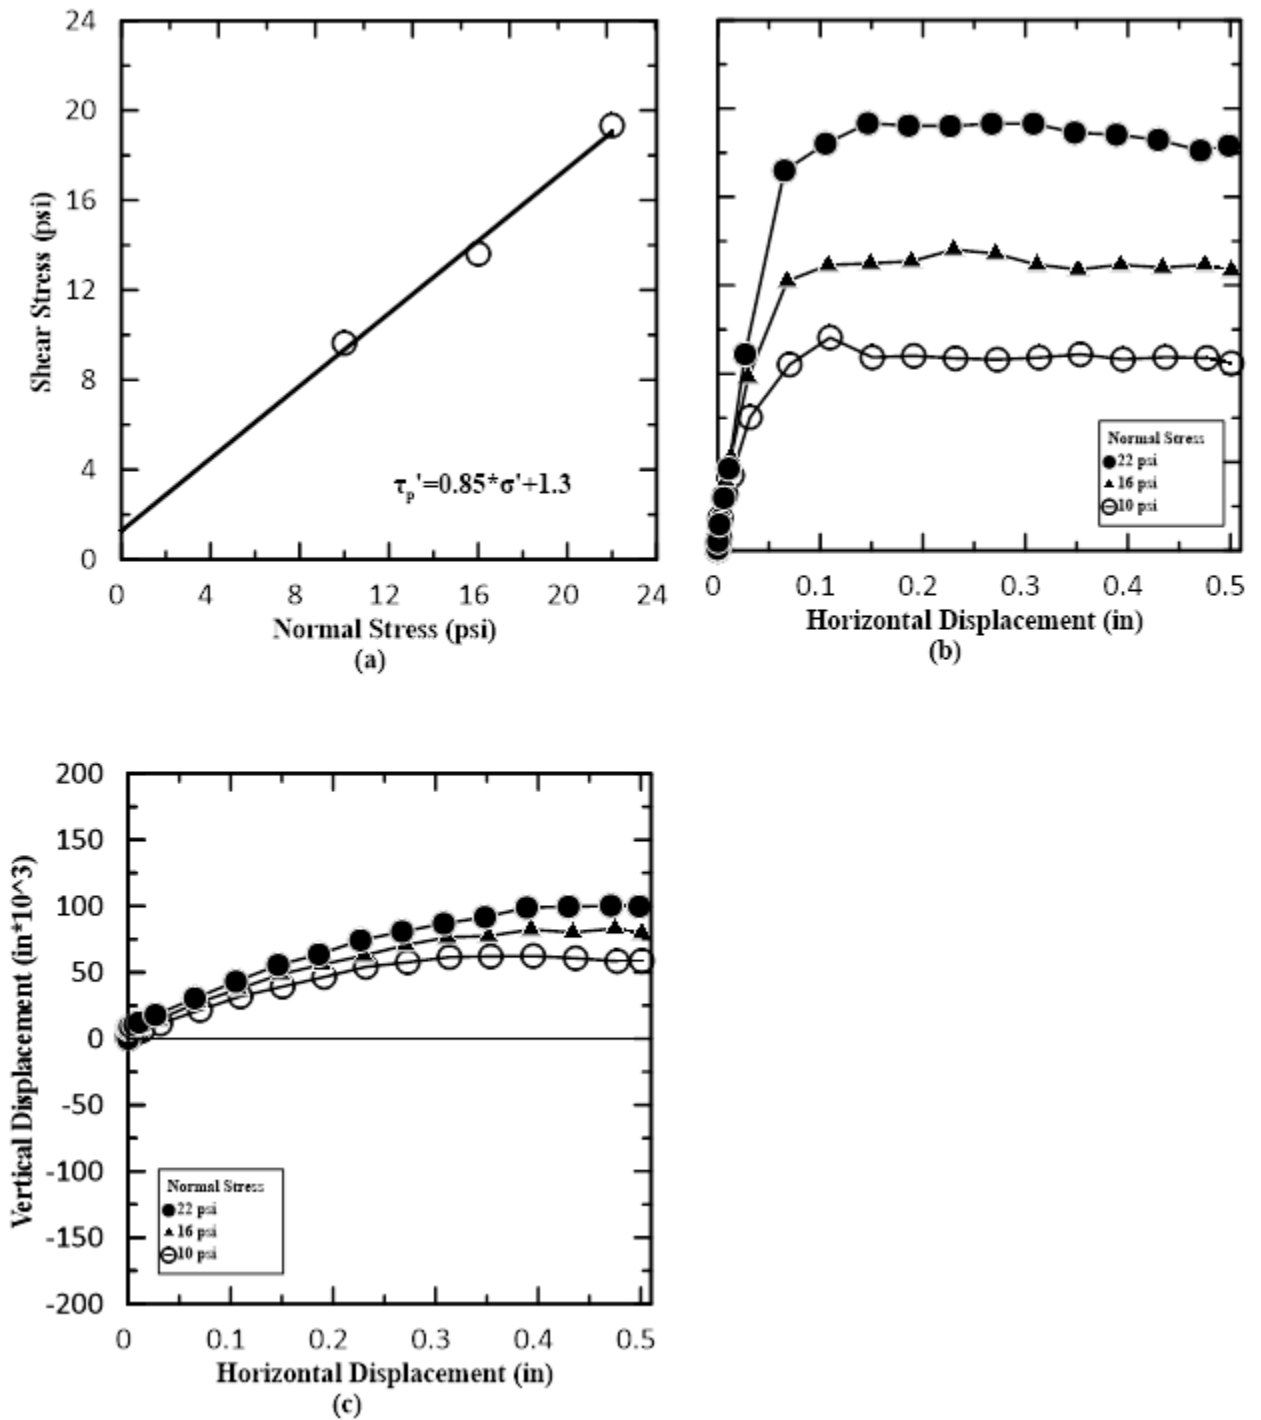 24
20
16
12
8
4
0
Shear Stress (psi)
τp'=0.85*σ'+1.3
0 4 8 12 16 20 24
Normal Stress (psi)
(a)
Normal Stress
22 psi
16 psi
10 psi
0 0.1 0.2 0.3 0.4 0.5
Horizontal Displacement (in)
(b)
200
150
100
50
0
-50
-100
-150
-200
Vertical Displacement (in*10^3)
Normal Stress
22 psi
16 psi
10 psi
0 0.1 0.2 0.3 0.4 0.5
Horizontal Displacement (in)
(c)